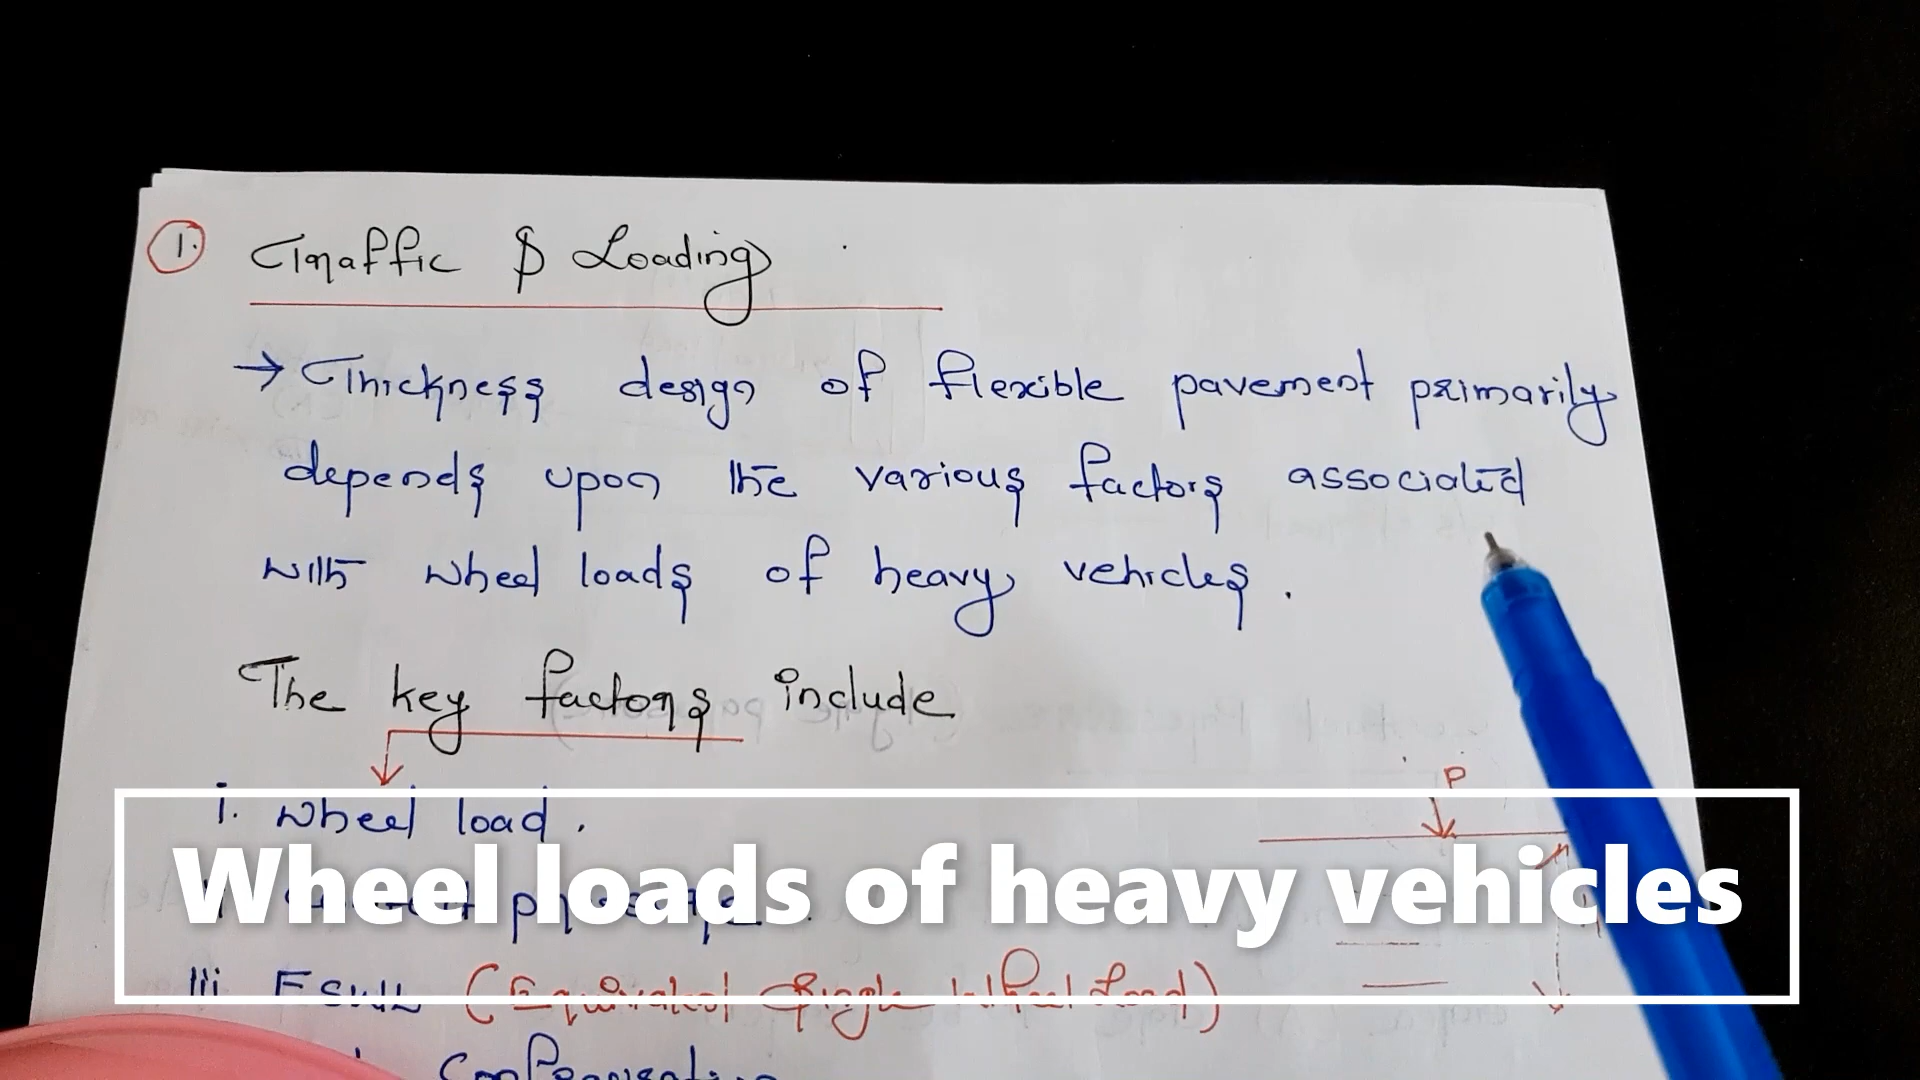 1. Traffic & Loading
→ Thickness design of flexible pavement primarily
depends upon the various factors associated
with wheel loads of heavy vehicles.
The key factors include
i. Wheel load.
P
Wheel loads of heavy vehicles
iii ESWL (Equivalent Single Wheel Load)